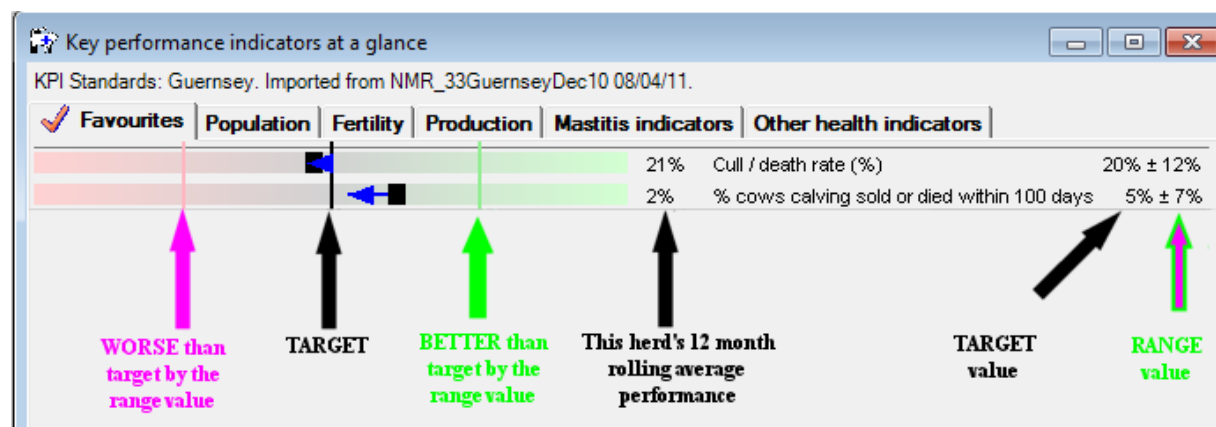 Key performance indicators at a glance
KPI Standards: Guernsey. Imported from NMR_33GuernseyDec10 08/04/11.
Favourites Population Fertility Production Mastitis indicators Other health indicators
21% Cull / death rate (%) 20% ± 12%
2% % cows calving sold or died within 100 days 5% ± 7%
WORSE than
target by the
range value
TARGET
BETTER than
target by the
range value
This herd's 12 month
rolling average
performance
TARGET
value
RANGE
value